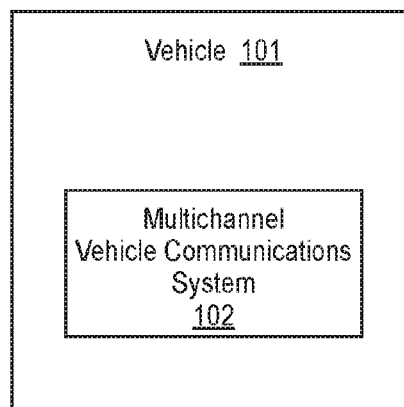 Vehicle 101
Multichannel
Vehicle Communications
System
102